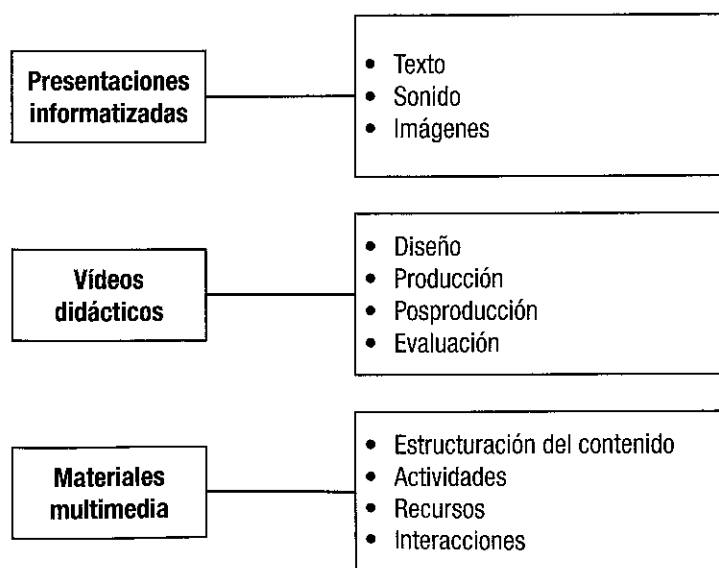 Presentaciones
informatizadas
• Texto
• Sonido
• Imágenes
Vídeos
didácticos
• Diseño
• Producción
• Posproducción
• Evaluación
Materiales
multimedia
• Estructuración del contenido
• Actividades
• Recursos
• Interacciones